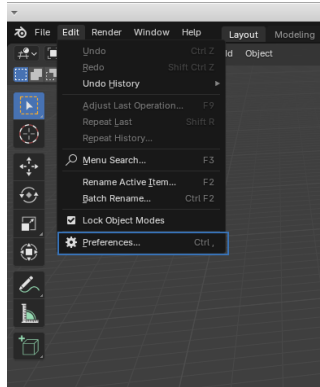 File Edit Render Window Help Layout Modeling
Object
Undo Ctrl Z
Redo Shift Ctrl Z
Undo History
Adjust Last Operation... F9
Repeat Last Shift R
Repeat History...
Menu Search... F3
Rename Active Item... F2
Batch Rename... Ctrl F2
Lock Object Modes
Preferences... Ctrl ,